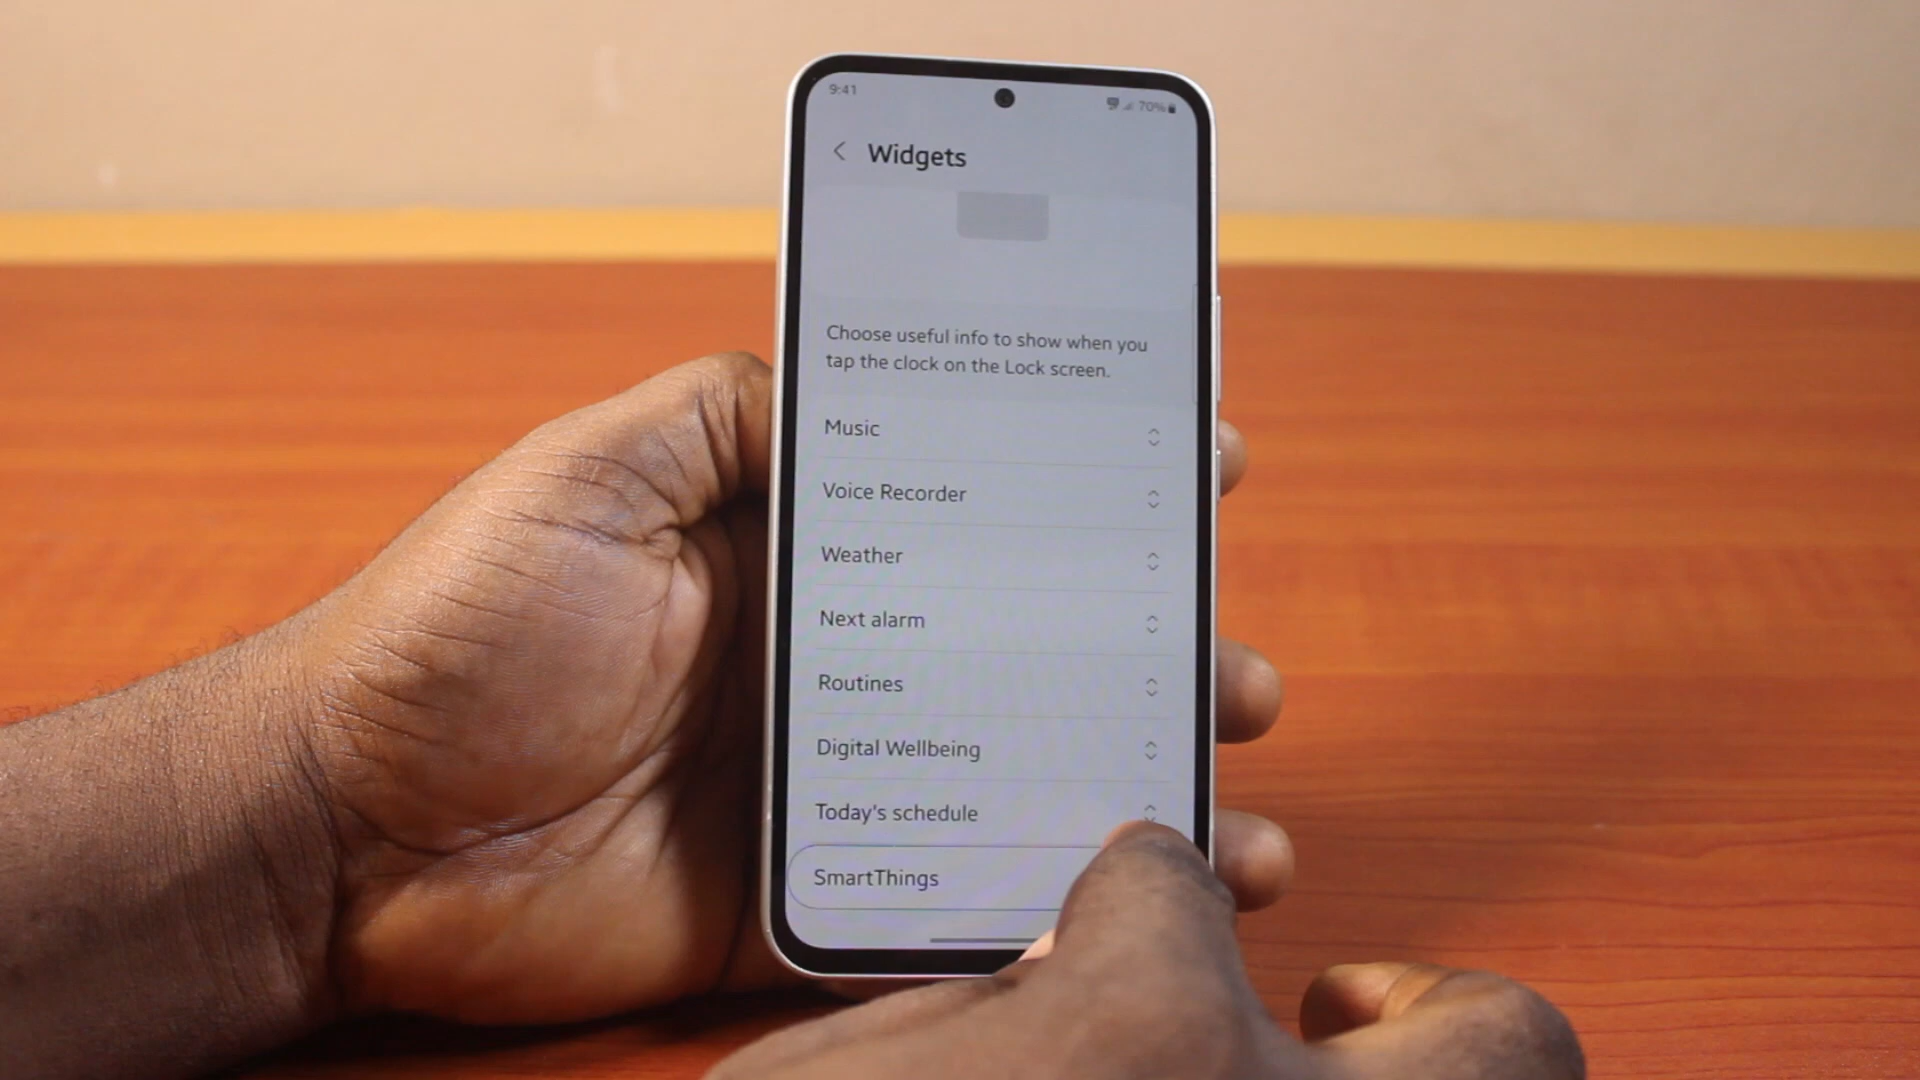 9:41
70%
Widgets
Choose useful info to show when you
tap the clock on the Lock screen.
Music
Voice Recorder
Weather
Next alarm
Routines
Digital Wellbeing
Today's schedule
SmartThings